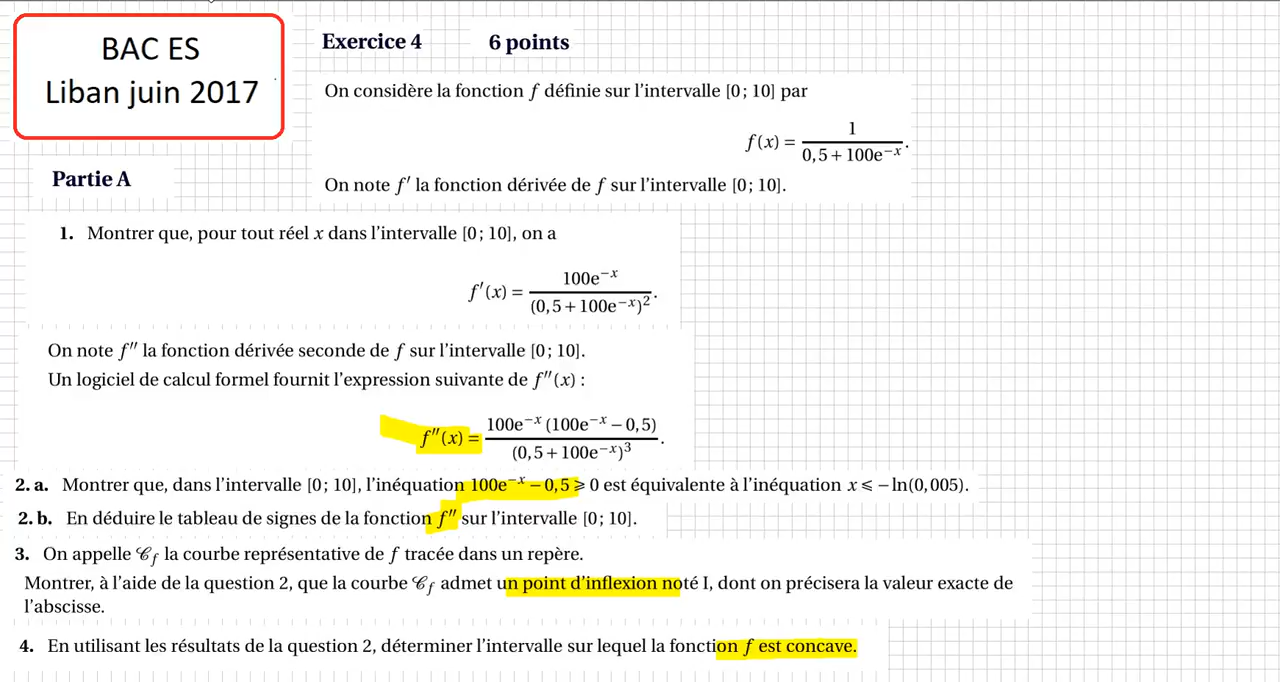 BAC ES
Liban juin 2017
Exercice 4 6 points
On considère la fonction f définie sur l'intervalle [0 ; 10] par
f(x) = 1 / (0,5 + 100e^{-x}).
On note f′ la fonction dérivée de f sur l'intervalle [0 ; 10].
Partie A
1. Montrer que, pour tout réel x dans l'intervalle [0 ; 10], on a
f′(x) = 100e^{-x} / (0,5 + 100e^{-x})^2.
On note f″ la fonction dérivée seconde de f sur l'intervalle [0 ; 10].
Un logiciel de calcul formel fournit l'expression suivante de f″(x) :
f″(x) = 100e^{-x} (100e^{-x} − 0,5) / (0,5 + 100e^{-x})^3.
2. a. Montrer que, dans l'intervalle [0 ; 10], l'inéquation 100e^{-x} − 0,5 ⩾ 0 est équivalente à l'inéquation x ⩽ − ln(0,005).
2. b. En déduire le tableau de signes de la fonction f″ sur l'intervalle [0 ; 10].
3. On appelle 𝒞f la courbe représentative de f tracée dans un repère.
Montrer, à l'aide de la question 2, que la courbe 𝒞f admet un point d'inflexion noté I, dont on précisera la valeur exacte de
l'abscisse.
4. En utilisant les résultats de la question 2, déterminer l'intervalle sur lequel la fonction f est concave.